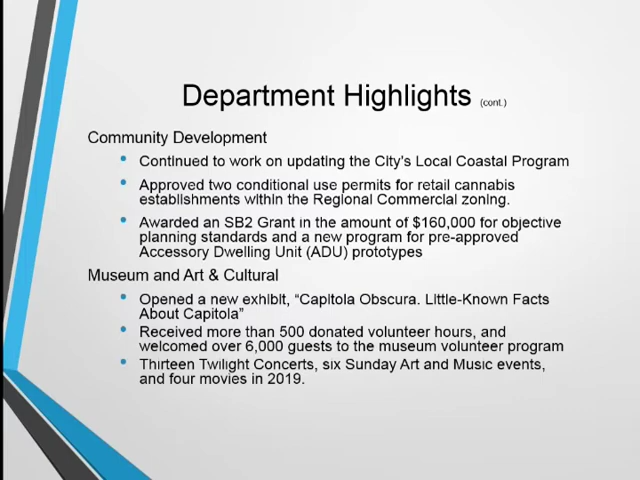 Department Highlights (cont.)
Community Development
• Continued to work on updating the City's Local Coastal Program
• Approved two conditional use permits for retail cannabis
establishments within the Regional Commercial zoning.
• Awarded an SB2 Grant in the amount of $160,000 for objective
planning standards and a new program for pre-approved
Accessory Dwelling Unit (ADU) prototypes
Museum and Art & Cultural
• Opened a new exhibit, "Capitola Obscura. Little-Known Facts
About Capitola"
• Received more than 500 donated volunteer hours, and
welcomed over 6,000 guests to the museum volunteer program
• Thirteen Twilight Concerts, six Sunday Art and Music events,
and four movies in 2019.